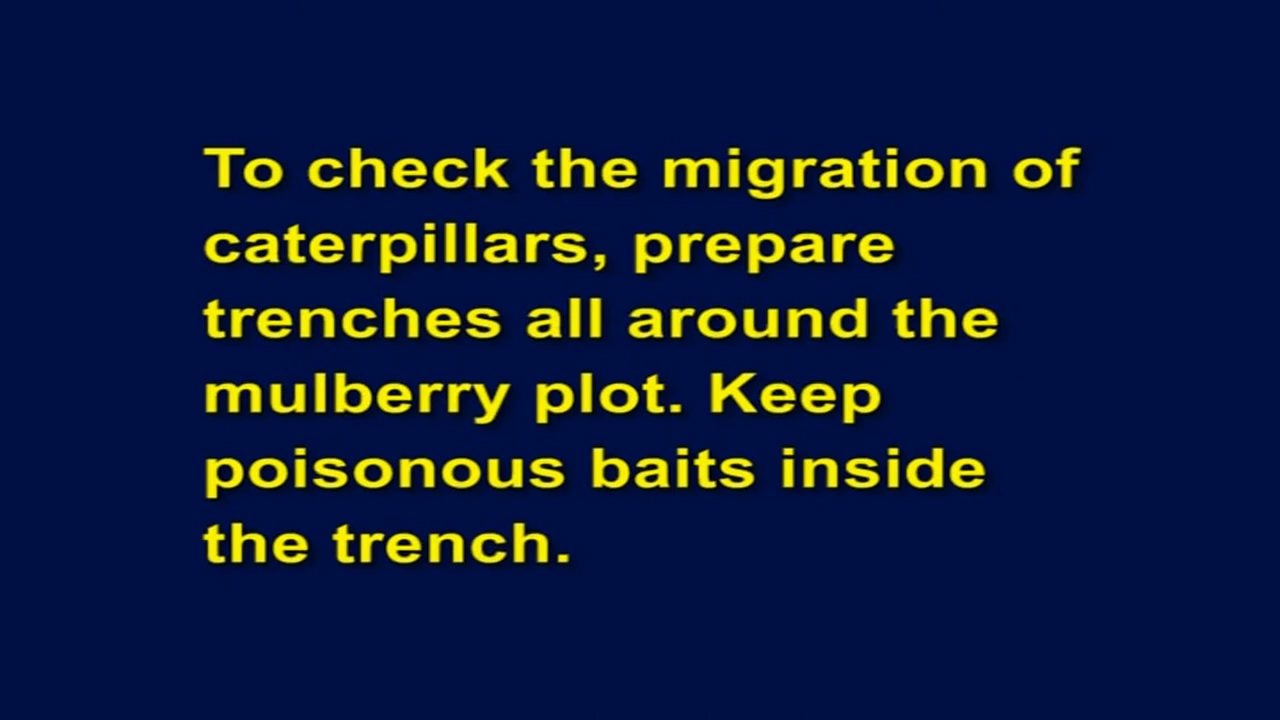 To check the migration of
caterpillars, prepare
trenches all around the
mulberry plot. Keep
poisonous baits inside
the trench.